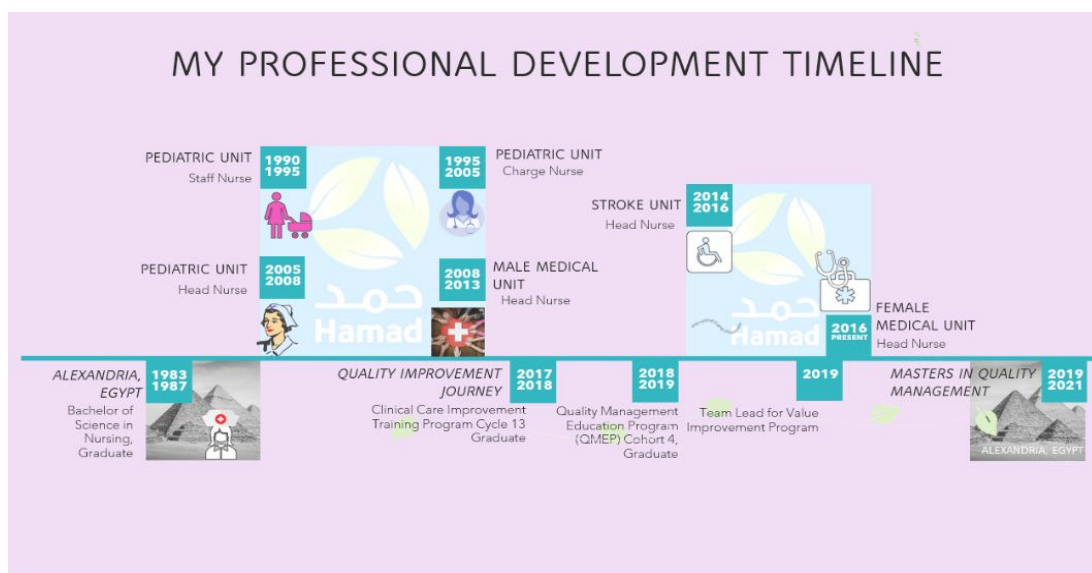 MY PROFESSIONAL DEVELOPMENT TIMELINE
PEDIATRIC UNIT
Staff Nurse
1990
1995
1995
2005
PEDIATRIC UNIT
Charge Nurse
STROKE UNIT
Head Nurse
2014
2016
PEDIATRIC UNIT
Head Nurse
2005
2008
2008
2013
MALE MEDICAL
UNIT
Head Nurse
حمد
Hamad
حمد
Hamad
2016
PRESENT
FEMALE
MEDICAL UNIT
Head Nurse
ALEXANDRIA,
EGYPT
1983
1987
Bachelor of
Science in
Nursing,
Graduate
QUALITY IMPROVEMENT
JOURNEY
2017
2018
Clinical Care Improvement
Training Program Cycle 13
Graduate
2018
2019
Quality Management
Education Program
(QMEP) Cohort 4,
Graduate
2019
Team Lead for Value
Improvement Program
MASTERS IN QUALITY
MANAGEMENT
2019
2021
ALEXANDRIA, EGYPT